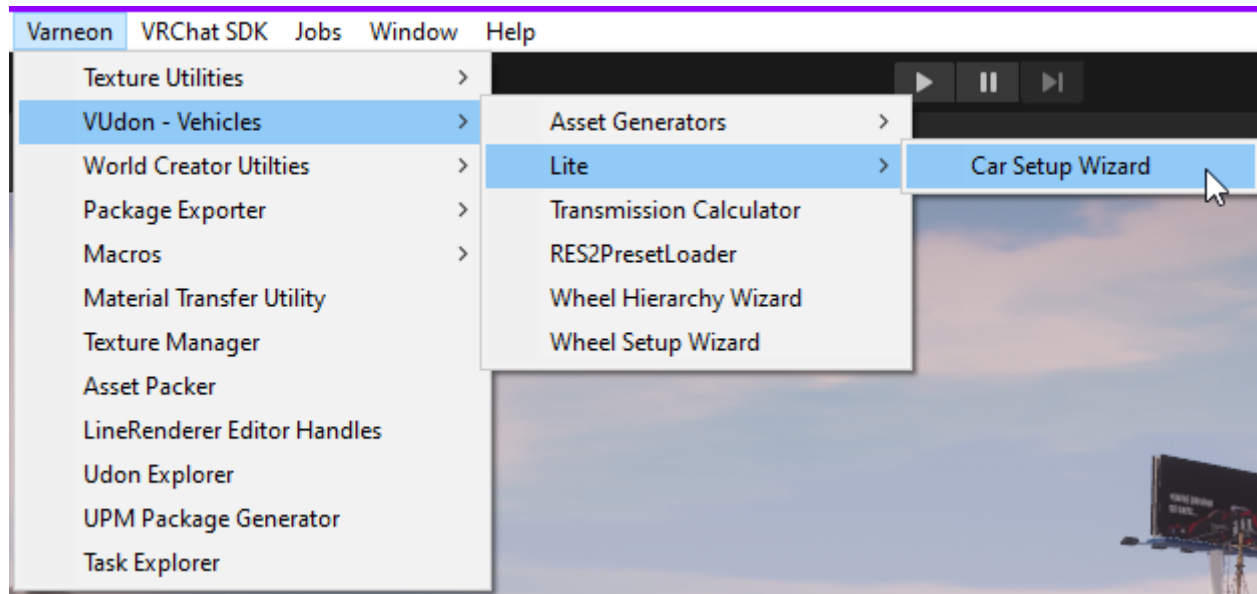 Varneon VRChat SDK Jobs Window Help
Texture Utilities
VUdon - Vehicles
World Creator Utilties
Package Exporter
Macros
Material Transfer Utility
Texture Manager
Asset Packer
LineRenderer Editor Handles
Udon Explorer
UPM Package Generator
Task Explorer
Asset Generators
Lite
Transmission Calculator
RES2PresetLoader
Wheel Hierarchy Wizard
Wheel Setup Wizard
Car Setup Wizard